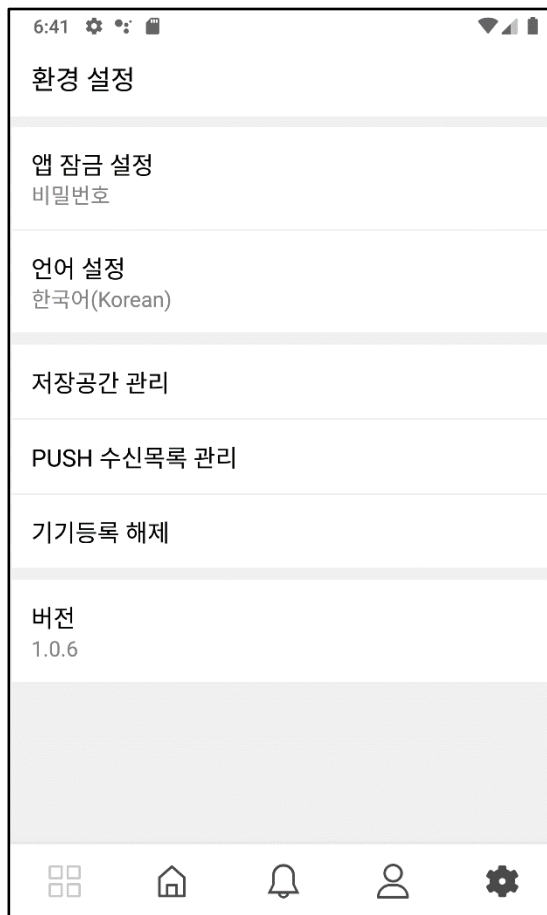 6:41
환경 설정
앱 잠금 설정
비밀번호
언어 설정
한국어(Korean)
저장공간 관리
PUSH 수신목록 관리
기기등록 해제
버전
1.0.6